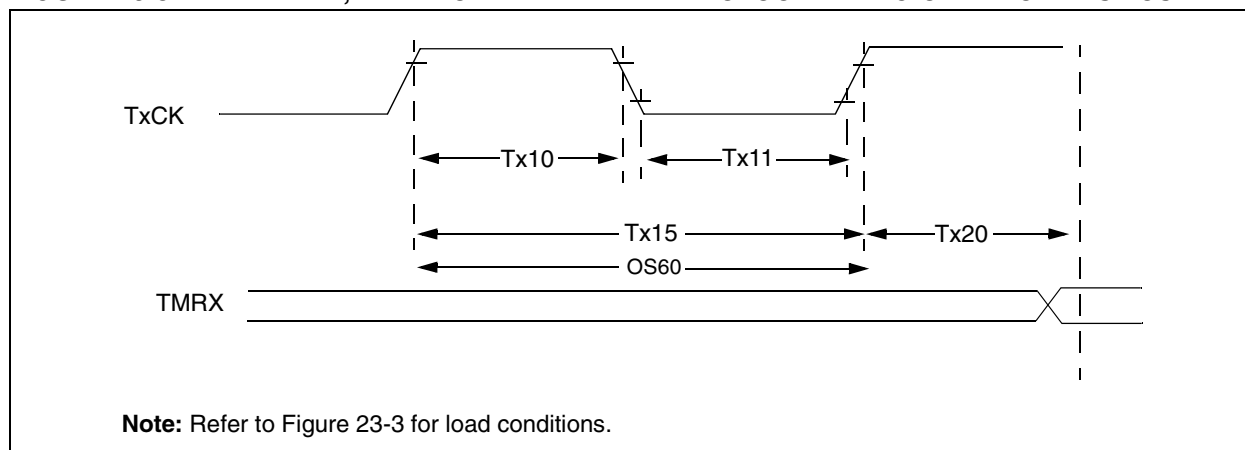 TxCK
Tx10
Tx11
Tx15
Tx20
OS60
TMRX
Note: Refer to Figure 23-3 for load conditions.